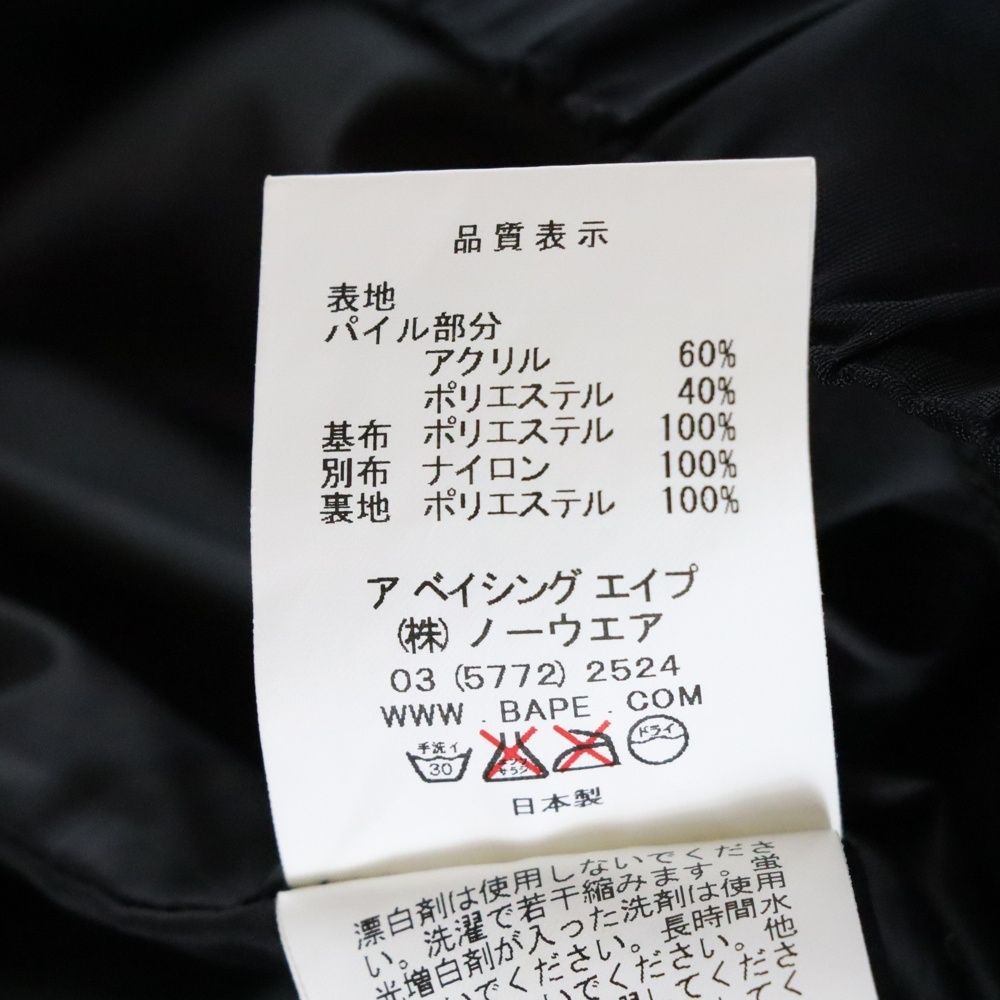 品質表示
表地
パイル部分
アクリル 60%
ポリエステル 40%
基布 ポリエステル 100%
別布 ナイロン 100%
裏地 ポリエステル 100%
ア ベイシング エイプ
(株) ノーウエア
03 (5772) 2524
WWW . BAPE . COM
手洗イ
30
ドライ
日本製
漂白剤は使用しないでくださ
い。洗濯で若干縮みます。蛍
光増白剤が入った洗剤は使用
いでください。長時間水